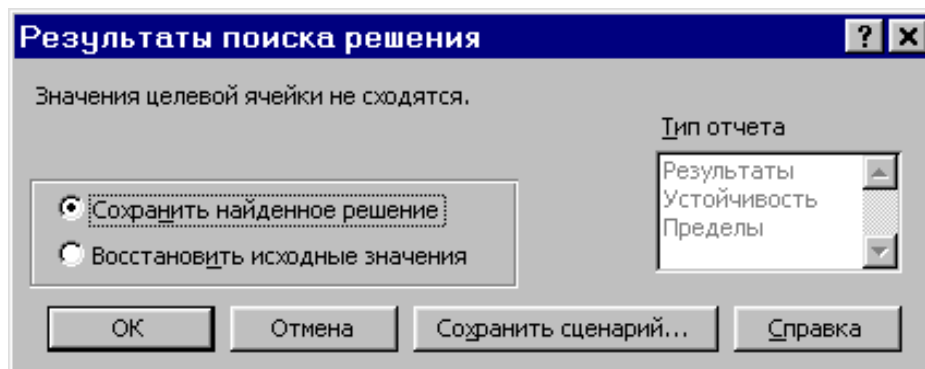 Результаты поиска решения
Значения целевой ячейки не сходятся.
Тип отчета
Результаты
Устойчивость
Пределы
Сохранить найденное решение
Восстановить исходные значения
ОК
Отмена
Сохранить сценарий...
Справка